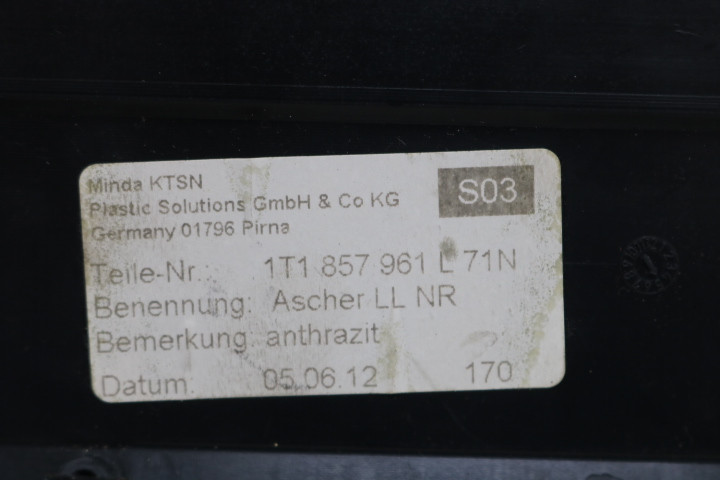 Minda KTSN
Plastic Solutions GmbH & Co KG
Germany 01796 Pirna
S03
Teile-Nr.: 1T1 857 961 L 71N
Benennung: Ascher LL NR
Bemerkung: anthrazit
Datum: 05.06.12 170